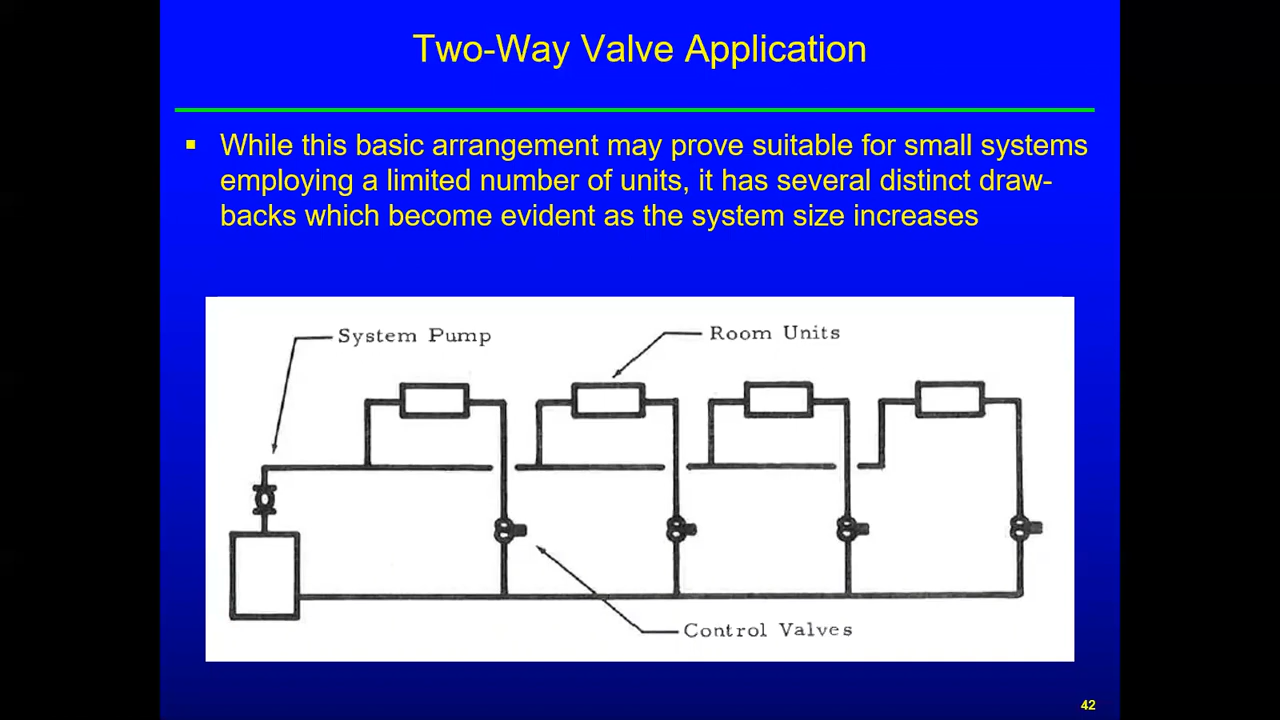 Two-Way Valve Application
▪ While this basic arrangement may prove suitable for small systems
employing a limited number of units, it has several distinct draw-
backs which become evident as the system size increases
System Pump
Room Units
Control Valves
42